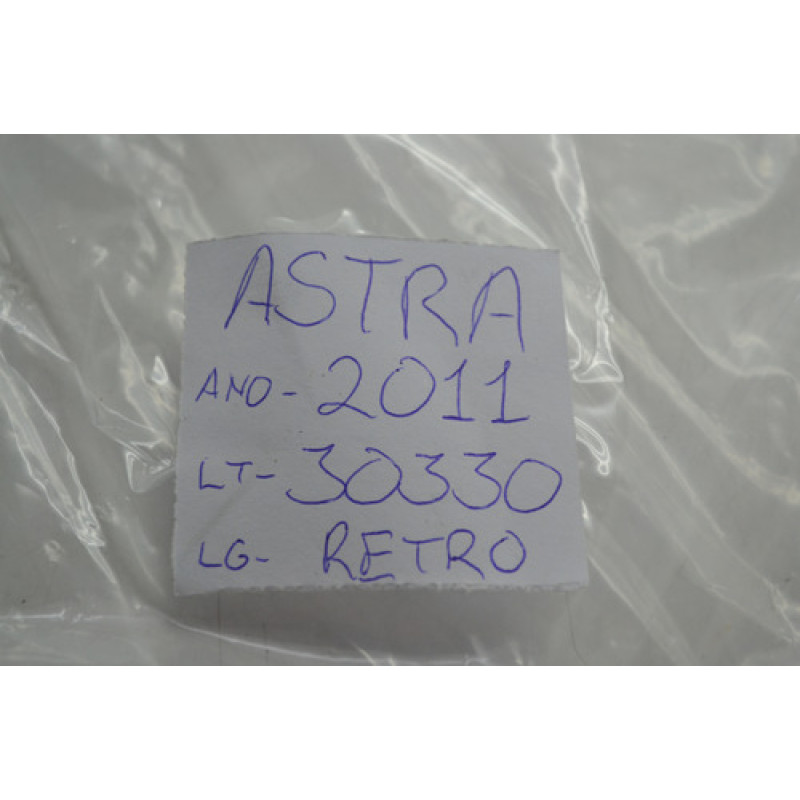 ASTRA
ANO- 2011
LT- 30330
LG- RETRO